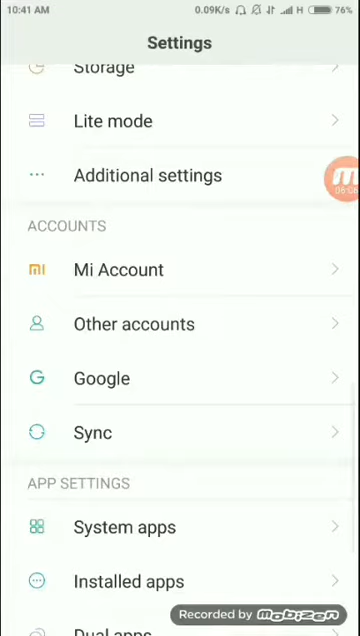 10:41 AM 0.09K/s H 76%
Settings
Storage
Lite mode
Additional settings
ACCOUNTS
Mi Account
Other accounts
Google
Sync
APP SETTINGS
System apps
Installed apps
Recorded by mobizen
Dual apps